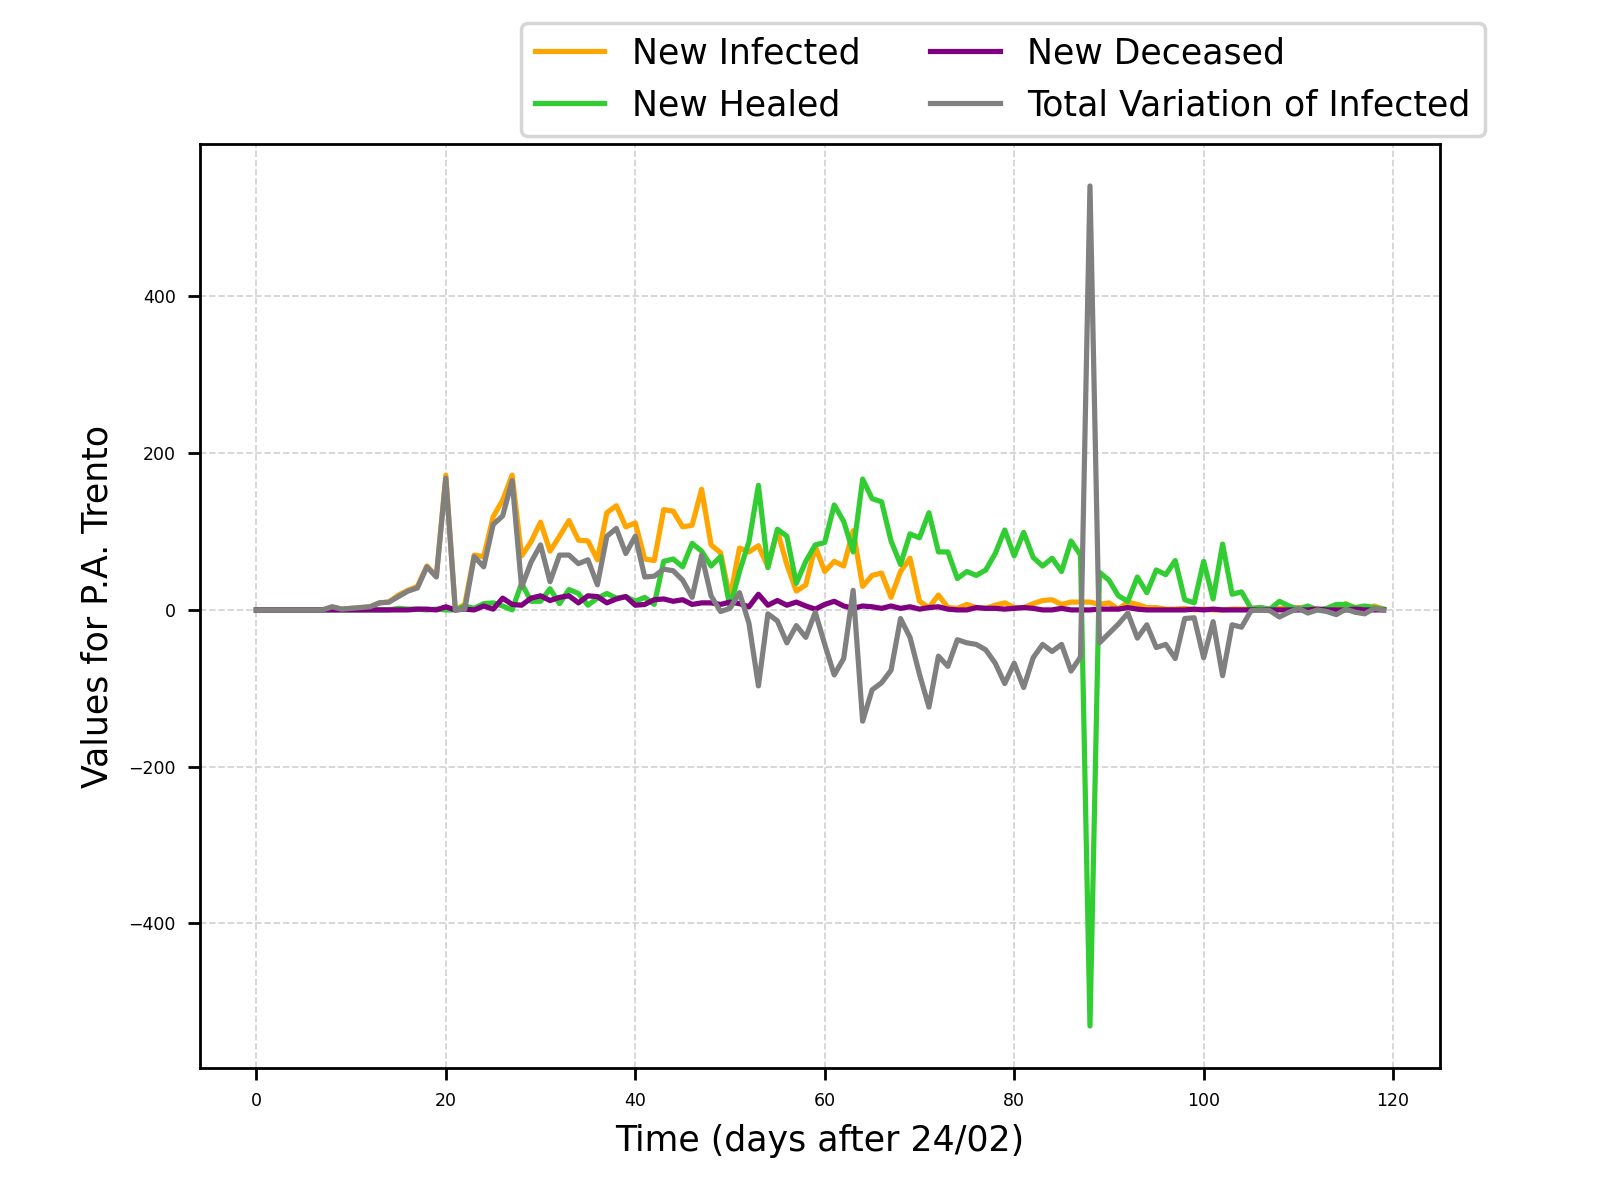 New Infected
New Healed
New Deceased
Total Variation of Infected
Values for P.A. Trento
400
200
0
−200
−400
0 20 40 60 80 100 120
Time (days after 24/02)